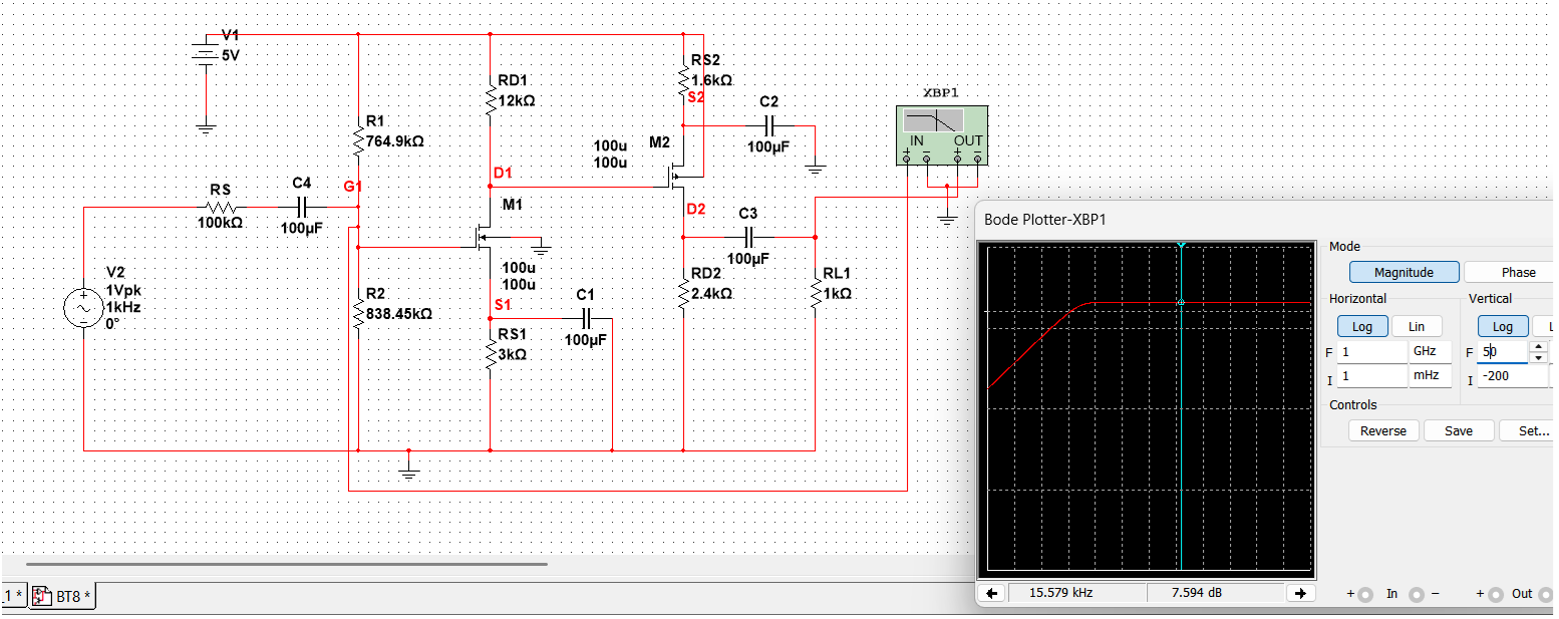 V1
5V
RS2
1.6kΩ
S2
RD1
12kΩ
XBP1
C2
100µF
IN
OUT
+ − + −
R1
764.9kΩ
100u
100u
M2
D1
RS
100kΩ
C4
100µF
G1
M1
D2
C3
100µF
Bode Plotter-XBP1
Mode
Magnitude
Phase
Horizontal
Vertical
Log
Lin
Log
L
F 1 GHz
F 50
I 1 mHz
I -200
Controls
Reverse
Save
Set...
V2
1Vpk
1kHz
0°
+
R2
838.45kΩ
100u
100u
S1
C1
100µF
RS1
3kΩ
RD2
2.4kΩ
RL1
1kΩ
15.579 kHz
7.594 dB
+ In −
+ Out
_1 *
BT8 *